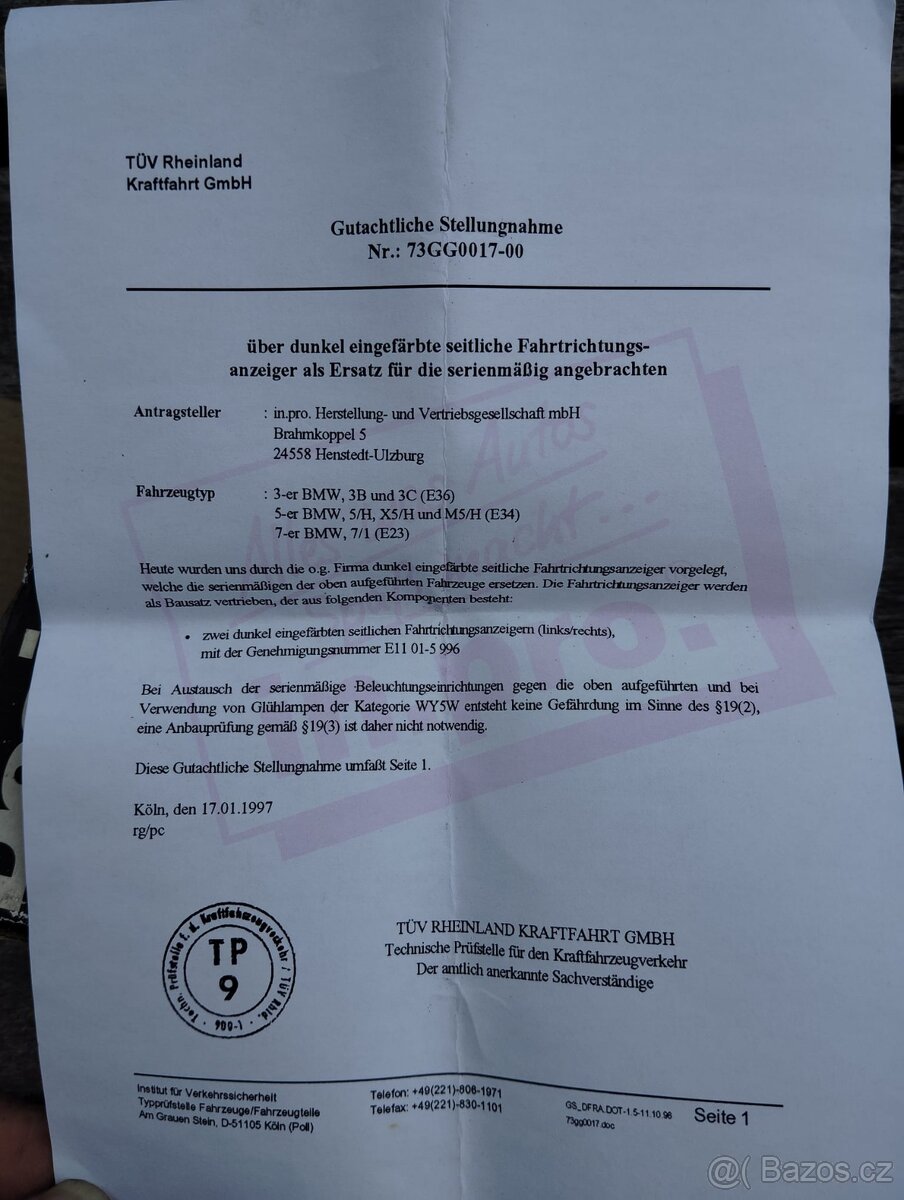 TÜV Rheinland
Kraftfahrt GmbH
Gutachtliche Stellungnahme
Nr.: 73GG0017-00
über dunkel eingefärbte seitliche Fahrtrichtungs-
anzeiger als Ersatz für die serienmäßig angebrachten
Antragsteller : in.pro. Herstellung- und Vertriebsgesellschaft mbH
Brahmkoppel 5
24558 Henstedt-Ulzburg
Fahrzeugtyp : 3-er BMW, 3B und 3C (E36)
5-er BMW, 5/H, X5/H und M5/H (E34)
7-er BMW, 7/1 (E23)
Heute wurden uns durch die o.g. Firma dunkel eingefärbte seitliche Fahrtrichtungsanzeiger vorgelegt,
welche die serienmäßigen der oben aufgeführten Fahrzeuge ersetzen. Die Fahrtrichtungsanzeiger werden
als Bausatz vertrieben, der aus folgenden Komponenten besteht:
• zwei dunkel eingefärbten seitlichen Fahrtrichtungsanzeigern (links/rechts),
mit der Genehmigungsnummer E11 01-5 996
Bei Austausch der serienmäßige Beleuchtungseinrichtungen gegen die oben aufgeführten und bei
Verwendung von Glühlampen der Kategorie WY5W entsteht keine Gefährdung im Sinne des §19(2),
eine Anbauprüfung gemäß §19(3) ist daher nicht notwendig.
Diese Gutachtliche Stellungnahme umfaßt Seite 1.
Köln, den 17.01.1997
rg/pc
Alles
Autos
macht...
in.pro.
Techn. Prüfstelle f. d. Kraftfahrzeugverkehr / TÜV Rhld.
TP
9
900-1
TÜV RHEINLAND KRAFTFAHRT GMBH
Technische Prüfstelle für den Kraftfahrzeugverkehr
Der amtlich anerkannte Sachverständige
Institut für Verkehrssicherheit
Typprüfstelle Fahrzeuge/Fahrzeugteile
Am Grauen Stein, D-51105 Köln (Poll)
Telefon: +49(221)-806-1971
Telefax: +49(221)-830-1101
GS_DFRA.DOT-1.5-11.10.96
73gg0017.doc
Seite 1
@( Bazos.cz